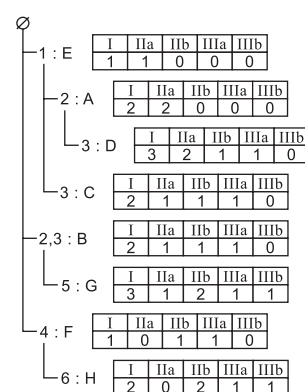 ∅
I IIa IIb IIIa IIIb
1 : E 1 1 0 0 0
I IIa IIb IIIa IIIb
2 : A 2 2 0 0 0
I IIa IIb IIIa IIIb
3 : D 3 2 1 1 0
I IIa IIb IIIa IIIb
3 : C 2 1 1 1 0
I IIa IIb IIIa IIIb
2,3 : B 2 1 1 1 0
I IIa IIb IIIa IIIb
5 : G 3 1 2 1 1
I IIa IIb IIIa IIIb
4 : F 1 0 1 1 0
I IIa IIb IIIa IIIb
6 : H 2 0 2 1 1